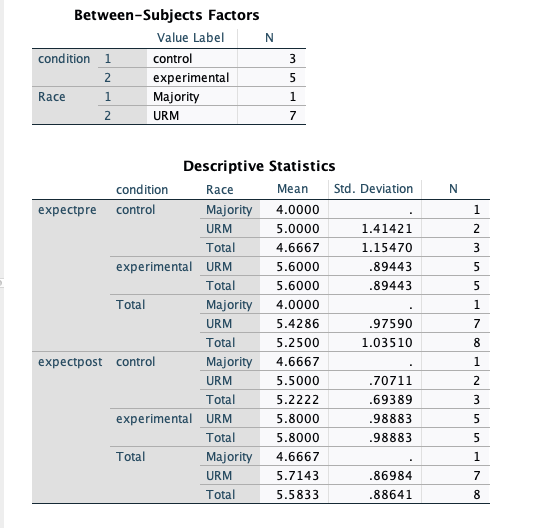 Between-Subjects Factors
Value Label N
condition 1 control 3
2 experimental 5
Race 1 Majority 1
2 URM 7
Descriptive Statistics
condition Race Mean Std. Deviation N
expectpre control Majority 4.0000 . 1
URM 5.0000 1.41421 2
Total 4.6667 1.15470 3
experimental URM 5.6000 .89443 5
Total 5.6000 .89443 5
Total Majority 4.0000 . 1
URM 5.4286 .97590 7
Total 5.2500 1.03510 8
expectpost control Majority 4.6667 . 1
URM 5.5000 .70711 2
Total 5.2222 .69389 3
experimental URM 5.8000 .98883 5
Total 5.8000 .98883 5
Total Majority 4.6667 . 1
URM 5.7143 .86984 7
Total 5.5833 .88641 8